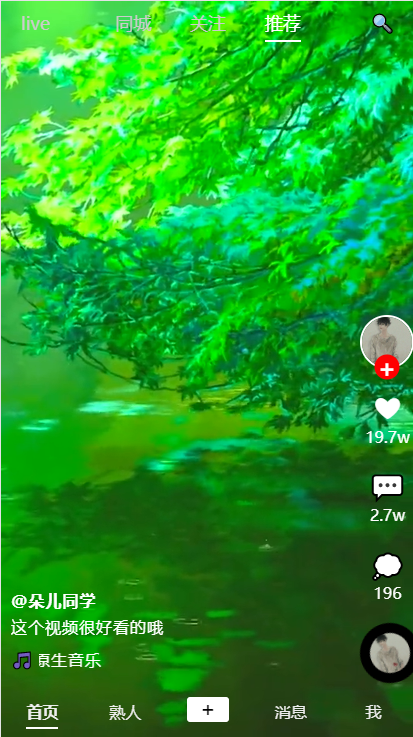 live 同城 关注 推荐
+
19.7w
2.7w
196
@朵儿同学
这个视频很好看的哦
原生音乐
首页 熟人 + 消息 我